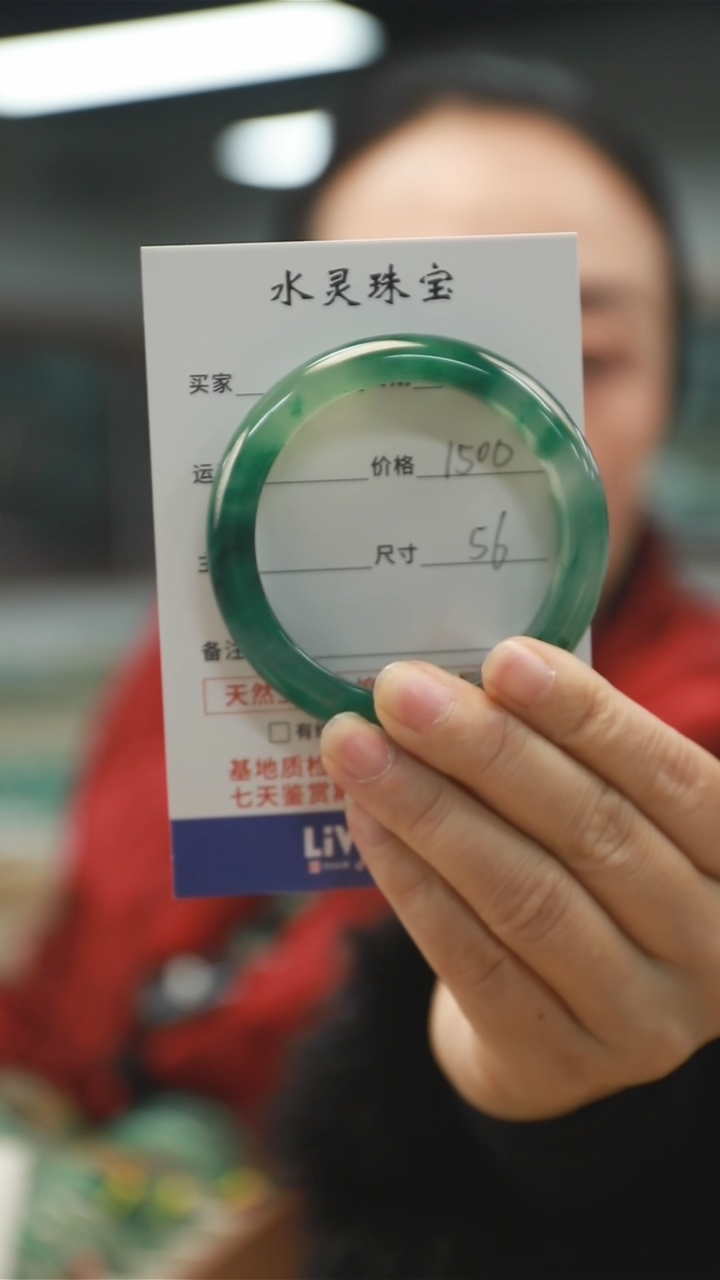 水灵珠宝
买家
运 价格 1500
尺寸 56
备注
天然
有
基地质检
七天鉴赏
LiV